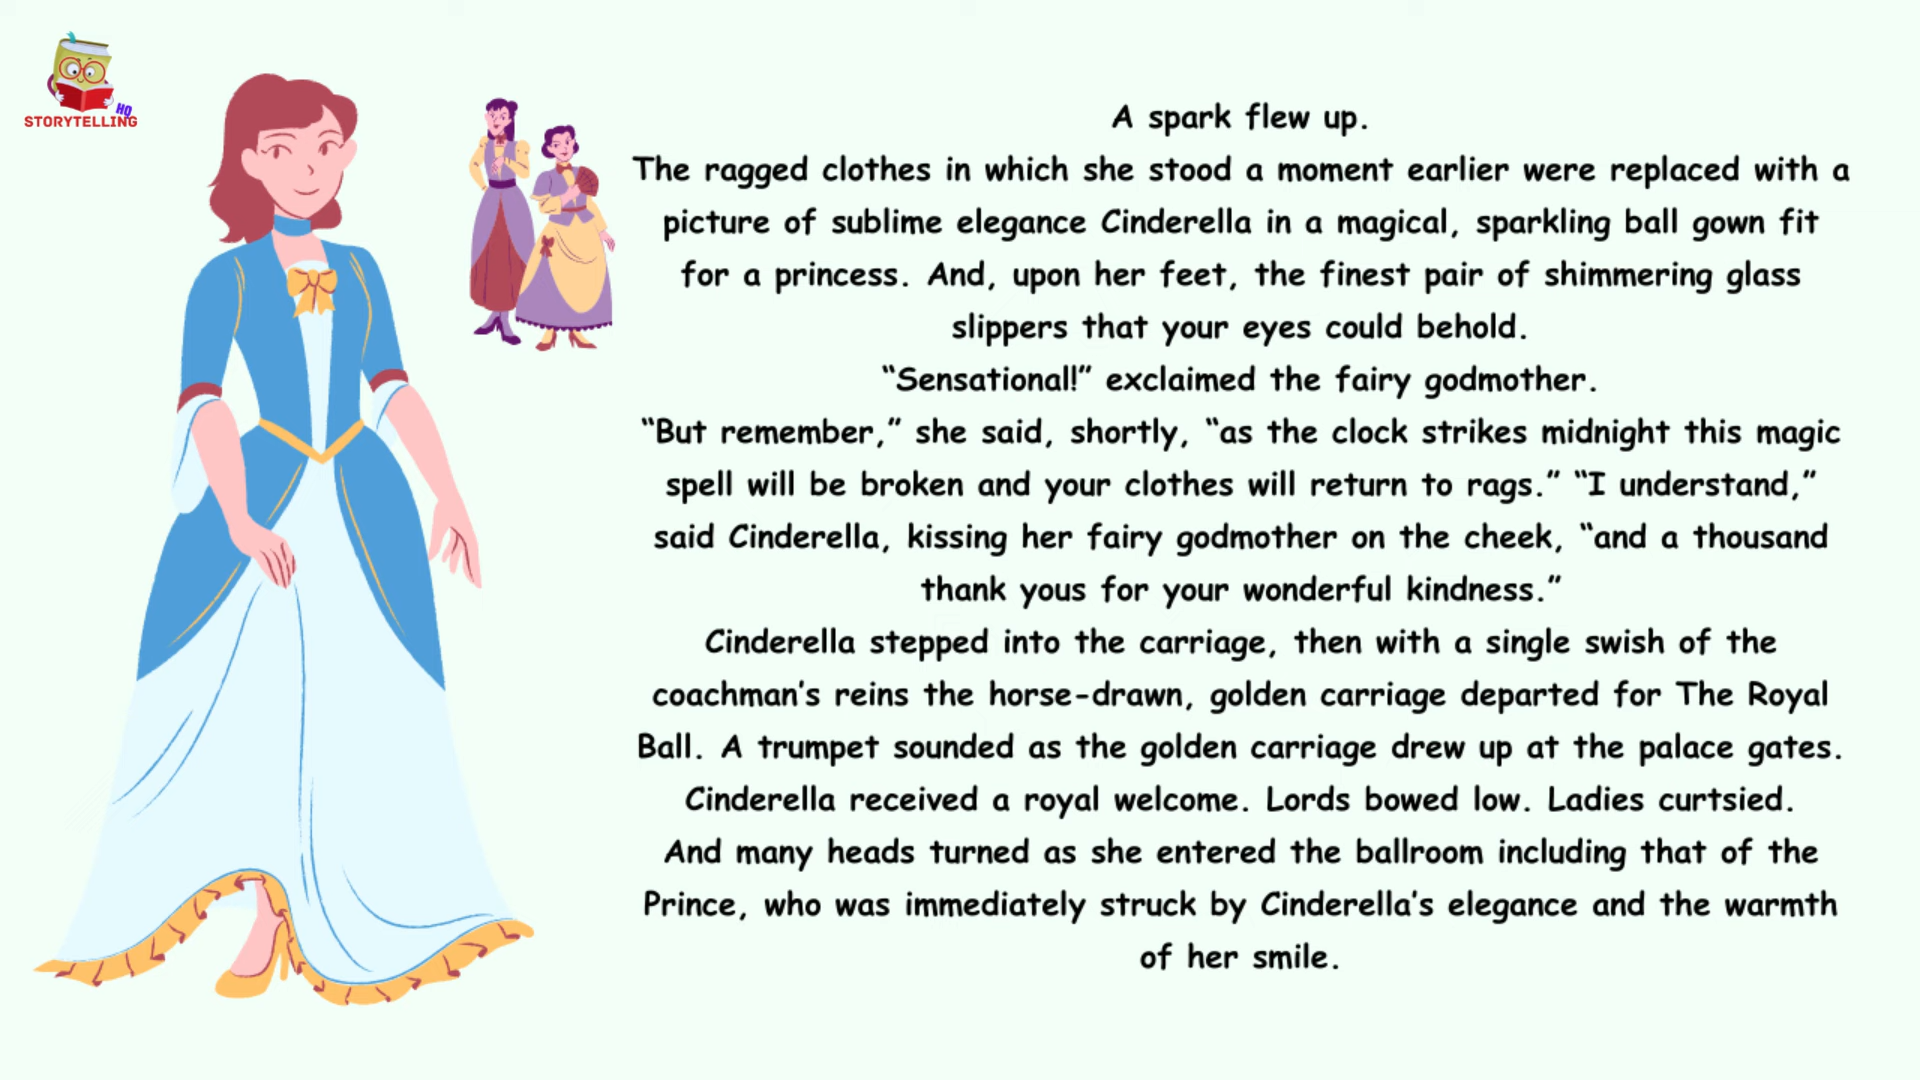 HQ
STORYTELLING
A spark flew up.
The ragged clothes in which she stood a moment earlier were replaced with a
picture of sublime elegance Cinderella in a magical, sparkling ball gown fit
for a princess. And, upon her feet, the finest pair of shimmering glass
slippers that your eyes could behold.
“Sensational!” exclaimed the fairy godmother.
“But remember,” she said, shortly, “as the clock strikes midnight this magic
spell will be broken and your clothes will return to rags.” “I understand,”
said Cinderella, kissing her fairy godmother on the cheek, “and a thousand
thank yous for your wonderful kindness.”
Cinderella stepped into the carriage, then with a single swish of the
coachman’s reins the horse-drawn, golden carriage departed for The Royal
Ball. A trumpet sounded as the golden carriage drew up at the palace gates.
Cinderella received a royal welcome. Lords bowed low. Ladies curtsied.
And many heads turned as she entered the ballroom including that of the
Prince, who was immediately struck by Cinderella’s elegance and the warmth
of her smile.